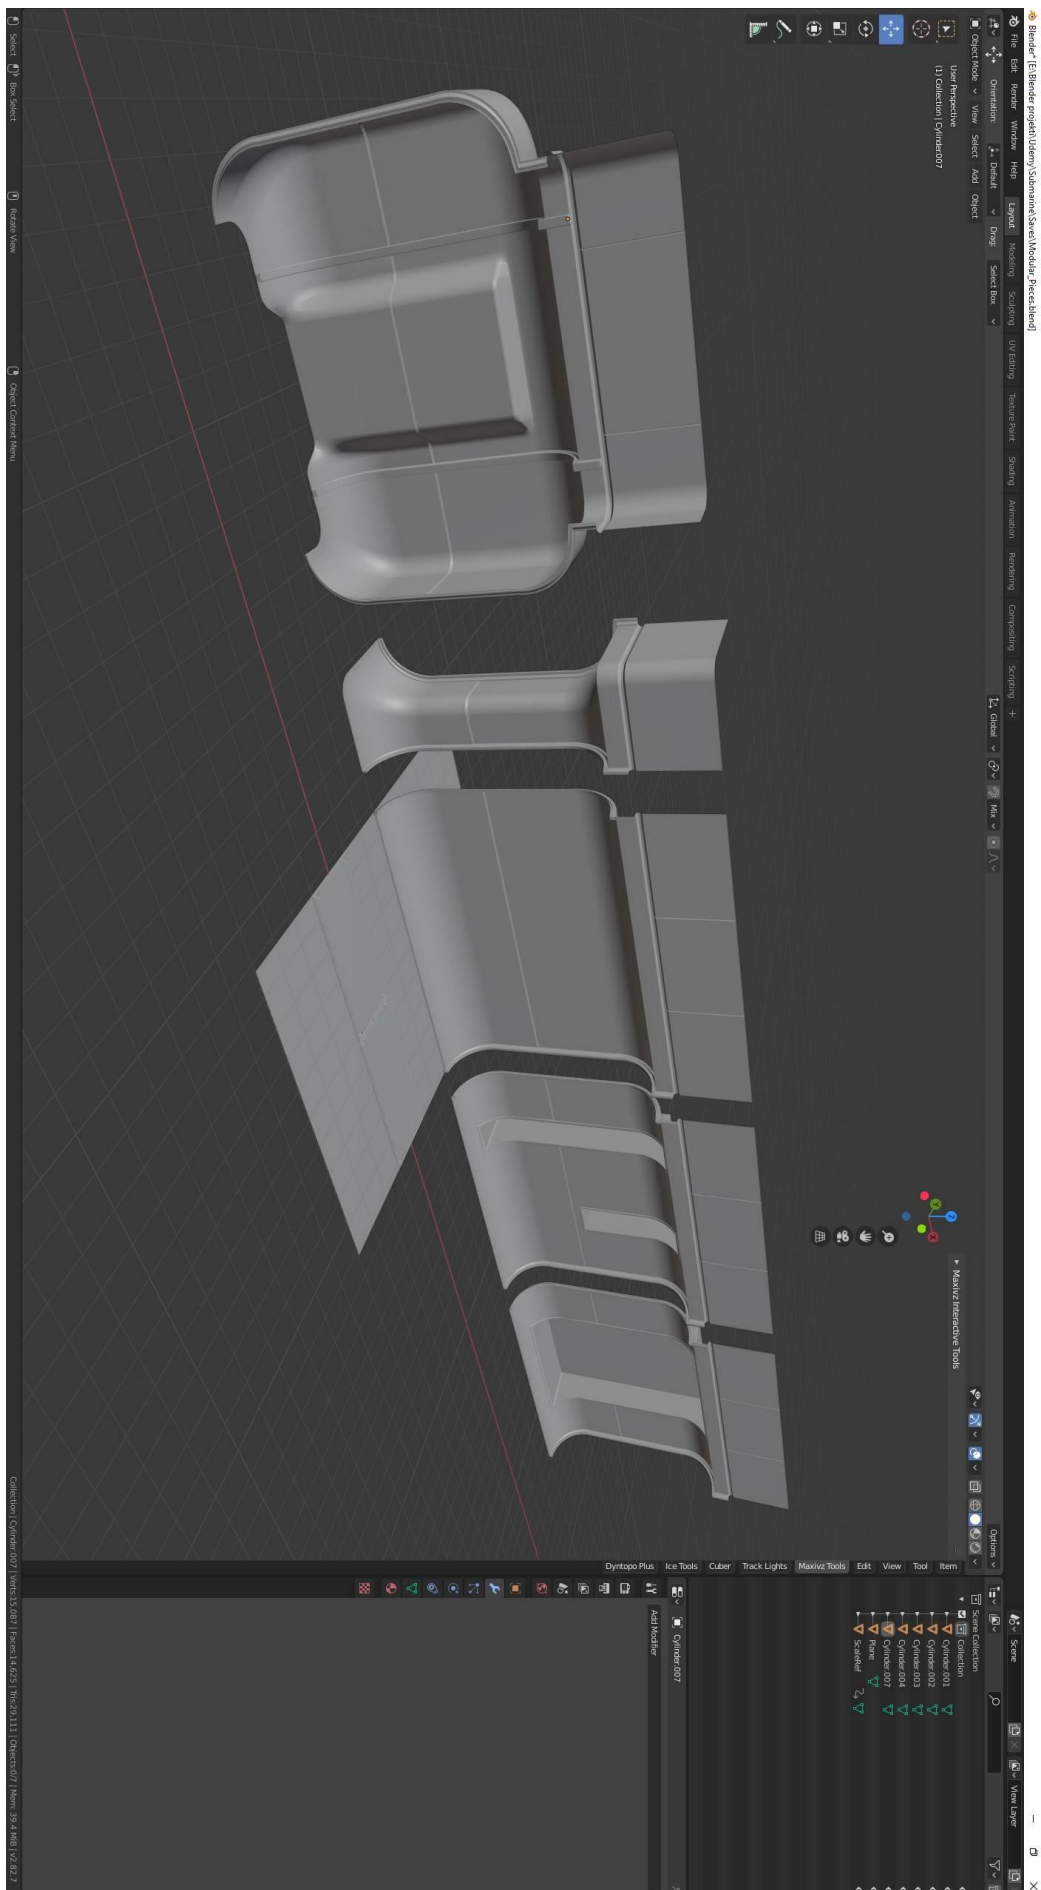 Blender* [E:\Blender projekti\Udemy\Submarine\Saves\Modular_Pieces.blend]
File Edit Render Window Help Layout Modeling Sculpting UV Editing Texture Paint Shading Animation Rendering Compositing Scripting + Scene View Layer
Orientation: Default Drag: Select Box Options
Object Mode View Select Add Object Global Mix
User Perspective
(1) Collection | Cylinder.007
Maxivz Interactive Tools
Item
Tool
View
Edit
Maxivz Tools
Track Lights
Cuber
Ice Tools
Dyntopo Plus
Scene Collection
Collection
Cylinder.001
Cylinder.002
Cylinder.003
Cylinder.004
Cylinder.007
Plane
ScaleRef
Cylinder.007
Add Modifier
Select Box Select Rotate View Object Context Menu
Collection | Cylinder.007 | Verts:15,087 | Faces:14,625 | Tris:29,111 | Objects:0/7 | Mem: 39.4 MiB | v2.82.7